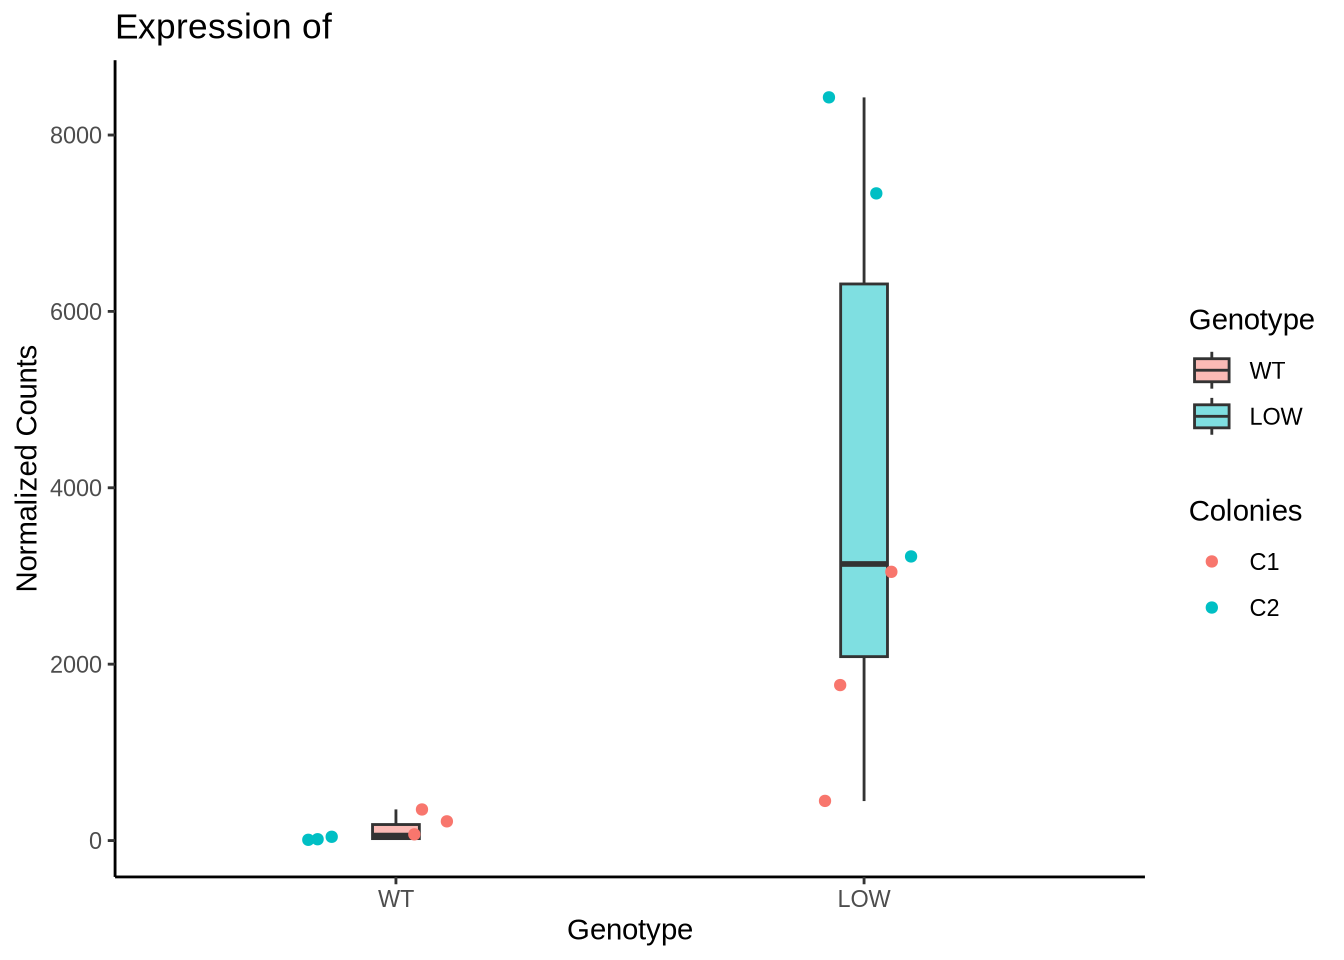 Expression of
8000
6000
4000
2000
0
Normalized Counts
WT
LOW
Genotype
Genotype
WT
LOW
Colonies
C1
C2